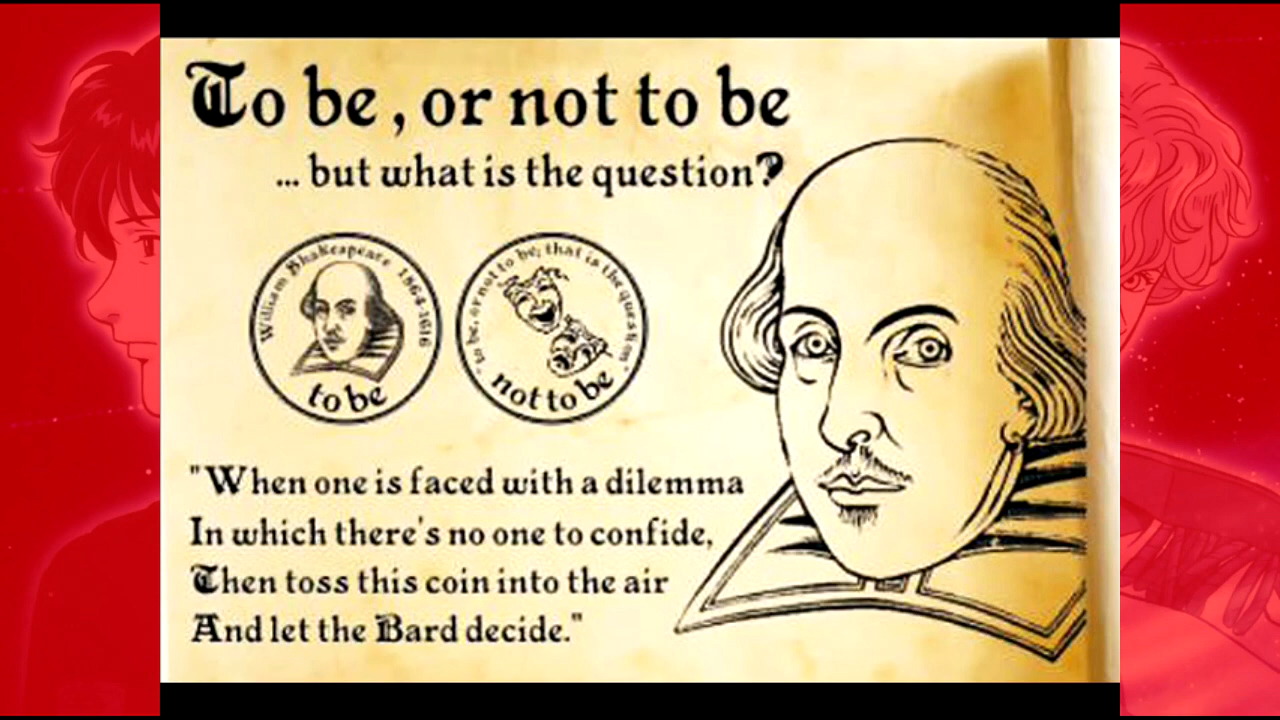 To be, or not to be
... but what is the question?
William Shakespeare 1864-1616
to be
"to be, or not to be; that is the question"
not to be
"When one is faced with a dilemma
In which there's no one to confide,
Then toss this coin into the air
And let the Bard decide."